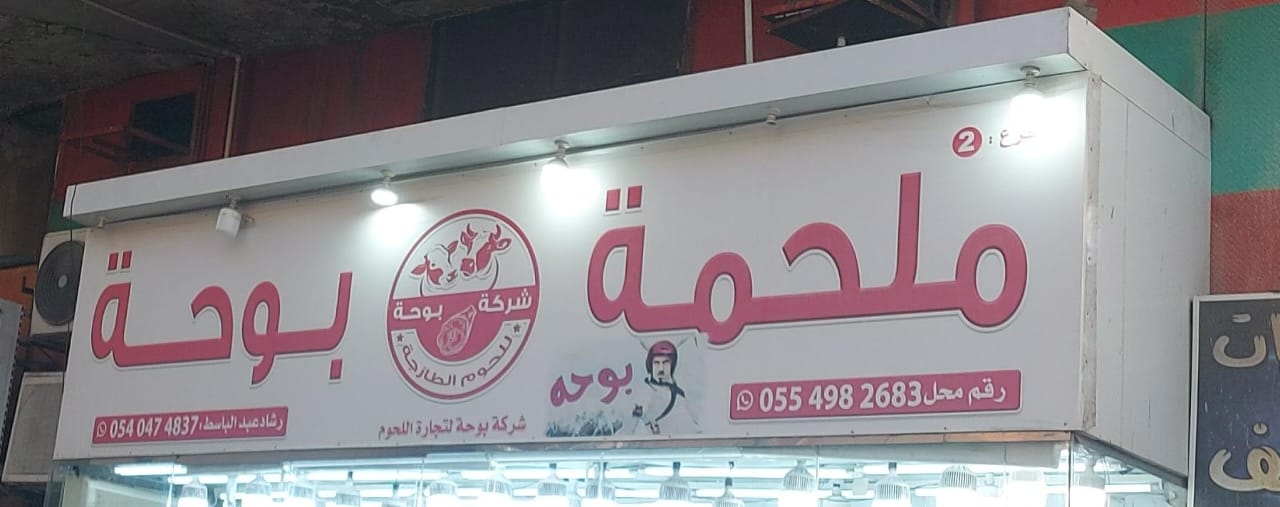 فرع : 2
ملحمة بوحة
شركة بوحة
للحوم الطازجة
بوحه
رقم محل 055 498 2683
شركة بوحة لتجارة اللحوم
رشاد عبد الباسط: 054 047 4837